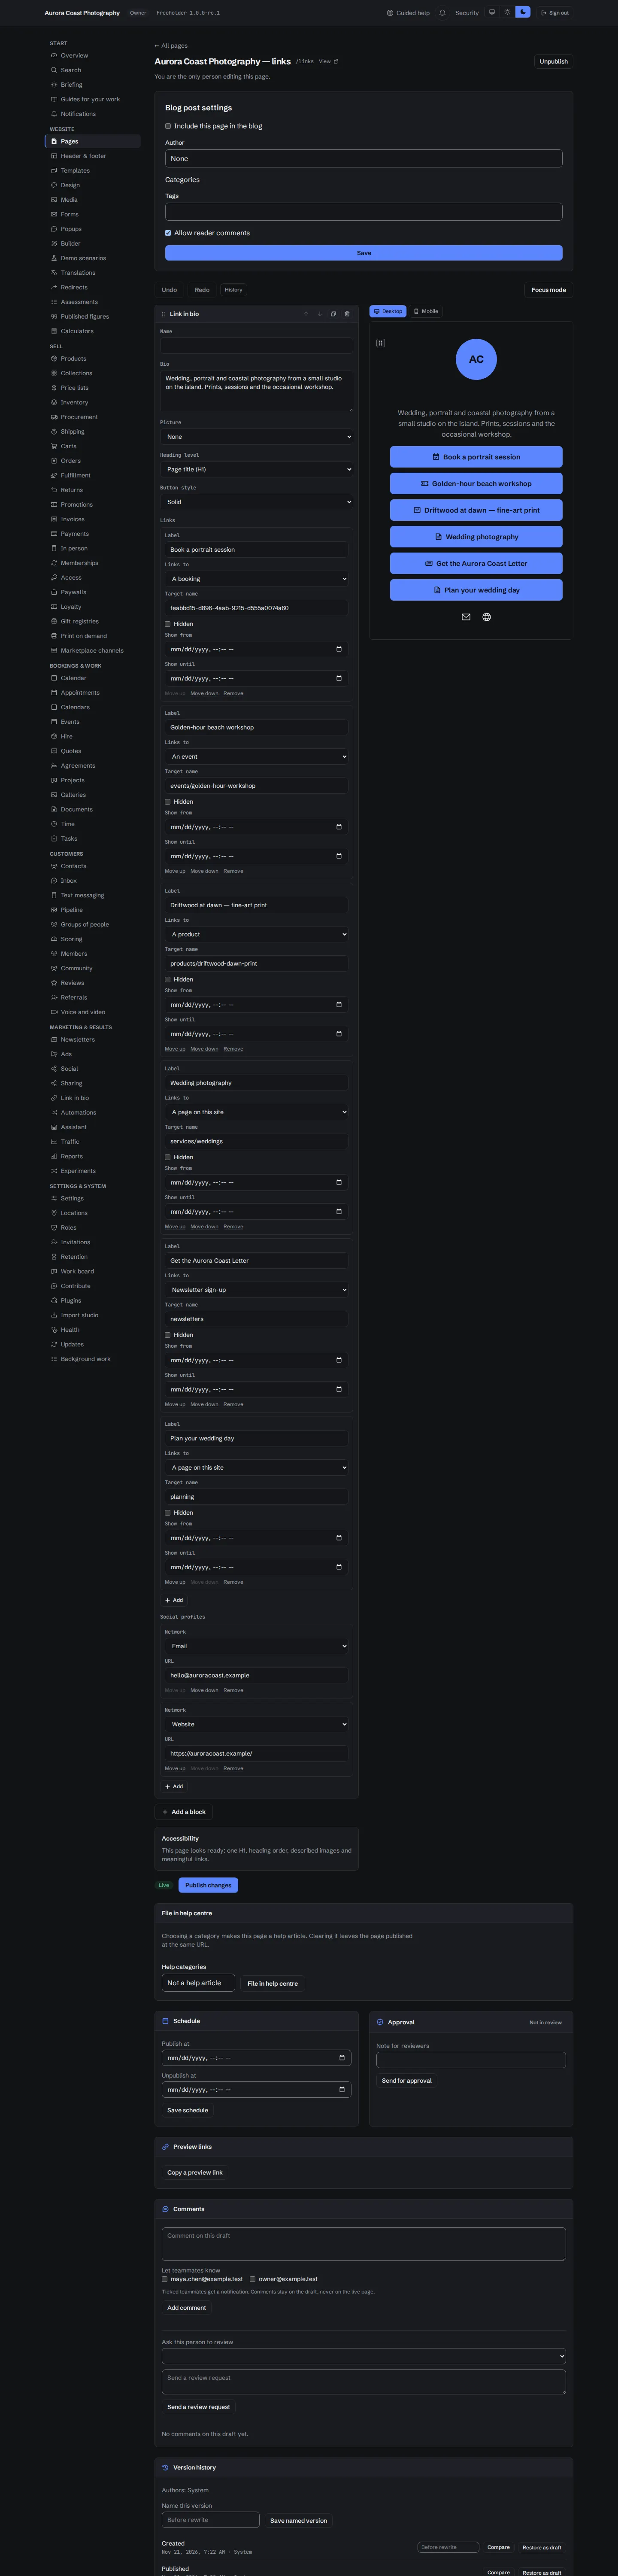 Aurora Coast Photography Owner Freeholder 1.0.0-rc.1 Guided help Security Sign out
START
Overview
Search
Briefing
Guides for your work
Notifications
WEBSITE
Pages
Header & footer
Templates
Design
Media
Forms
Popups
Builder
Demo scenarios
Translations
Redirects
Assessments
Published figures
Calculators
SELL
Products
Collections
Price lists
Inventory
Procurement
Shipping
Carts
Orders
Fulfillment
Returns
Promotions
Invoices
Payments
In person
Memberships
Access
Paywalls
Loyalty
Gift registries
Print on demand
Marketplace channels
BOOKINGS & WORK
Calendar
Appointments
Calendars
Events
Hire
Quotes
Agreements
Projects
Galleries
Documents
Time
Tasks
CUSTOMERS
Contacts
Inbox
Text messaging
Pipeline
Groups of people
Scoring
Members
Community
Reviews
Referrals
Voice and video
MARKETING & RESULTS
Newsletters
Ads
Social
Sharing
Link in bio
Automations
Assistant
Traffic
Reports
Experiments
SETTINGS & SYSTEM
Settings
Locations
Roles
Invitations
Retention
Work board
Contribute
Plugins
Import studio
Health
Updates
Background work
← All pages
Aurora Coast Photography — links /links View
Unpublish
You are the only person editing this page.
Blog post settings
Include this page in the blog
Author
None
Categories
Tags
Allow reader comments
Save
Undo Redo History Focus mode
Link in bio
Name
Bio
Wedding, portrait and coastal photography from a small studio
on the island. Prints, sessions and the occasional workshop.
Picture
None
Heading level
Page title (H1)
Button style
Solid
Links
Label
Book a portrait session
Links to
A booking
Target name
feabbd15-d896-4aab-9215-d555a0074a60
Hidden
Show from
mm/dd/yyyy, --:-- --
Show until
mm/dd/yyyy, --:-- --
Move up Move down Remove
Label
Golden-hour beach workshop
Links to
An event
Target name
events/golden-hour-workshop
Hidden
Show from
mm/dd/yyyy, --:-- --
Show until
mm/dd/yyyy, --:-- --
Move up Move down Remove
Label
Driftwood at dawn — fine-art print
Links to
A product
Target name
products/driftwood-dawn-print
Hidden
Show from
mm/dd/yyyy, --:-- --
Show until
mm/dd/yyyy, --:-- --
Move up Move down Remove
Label
Wedding photography
Links to
A page on this site
Target name
services/weddings
Hidden
Show from
mm/dd/yyyy, --:-- --
Show until
mm/dd/yyyy, --:-- --
Move up Move down Remove
Label
Get the Aurora Coast Letter
Links to
Newsletter sign-up
Target name
newsletters
Hidden
Show from
mm/dd/yyyy, --:-- --
Show until
mm/dd/yyyy, --:-- --
Move up Move down Remove
Label
Plan your wedding day
Links to
A page on this site
Target name
planning
Hidden
Show from
mm/dd/yyyy, --:-- --
Show until
mm/dd/yyyy, --:-- --
Move up Move down Remove
Add
Social profiles
Network
Email
URL
hello@auroracoast.example
Move up Move down Remove
Network
Website
URL
https://auroracoast.example/
Move up Move down Remove
Add
Add a block
Accessibility
This page looks ready: one H1, heading order, described images and
meaningful links.
Live Publish changes
Desktop Mobile
AC
Wedding, portrait and coastal photography from a
small studio on the island. Prints, sessions and the
occasional workshop.
Book a portrait session
Golden-hour beach workshop
Driftwood at dawn — fine-art print
Wedding photography
Get the Aurora Coast Letter
Plan your wedding day
File in help centre
Choosing a category makes this page a help article. Clearing it leaves the page published
at the same URL.
Help categories
Not a help article File in help centre
Schedule
Publish at
mm/dd/yyyy, --:-- --
Unpublish at
mm/dd/yyyy, --:-- --
Save schedule
Approval Not in review
Note for reviewers
Send for approval
Preview links
Copy a preview link
Comments
Comment on this draft
Let teammates know
maya.chen@example.test owner@example.test
Ticked teammates get a notification. Comments stay on the draft, never on the live page.
Add comment
Ask this person to review
Send a review request
Send a review request
No comments on this draft yet.
Version history
Authors: System
Name this version
Before rewrite Save named version
Created
Nov 21, 2026, 7:22 AM · System
Before rewrite Compare Restore as draft
Published
Compare Restore as draft